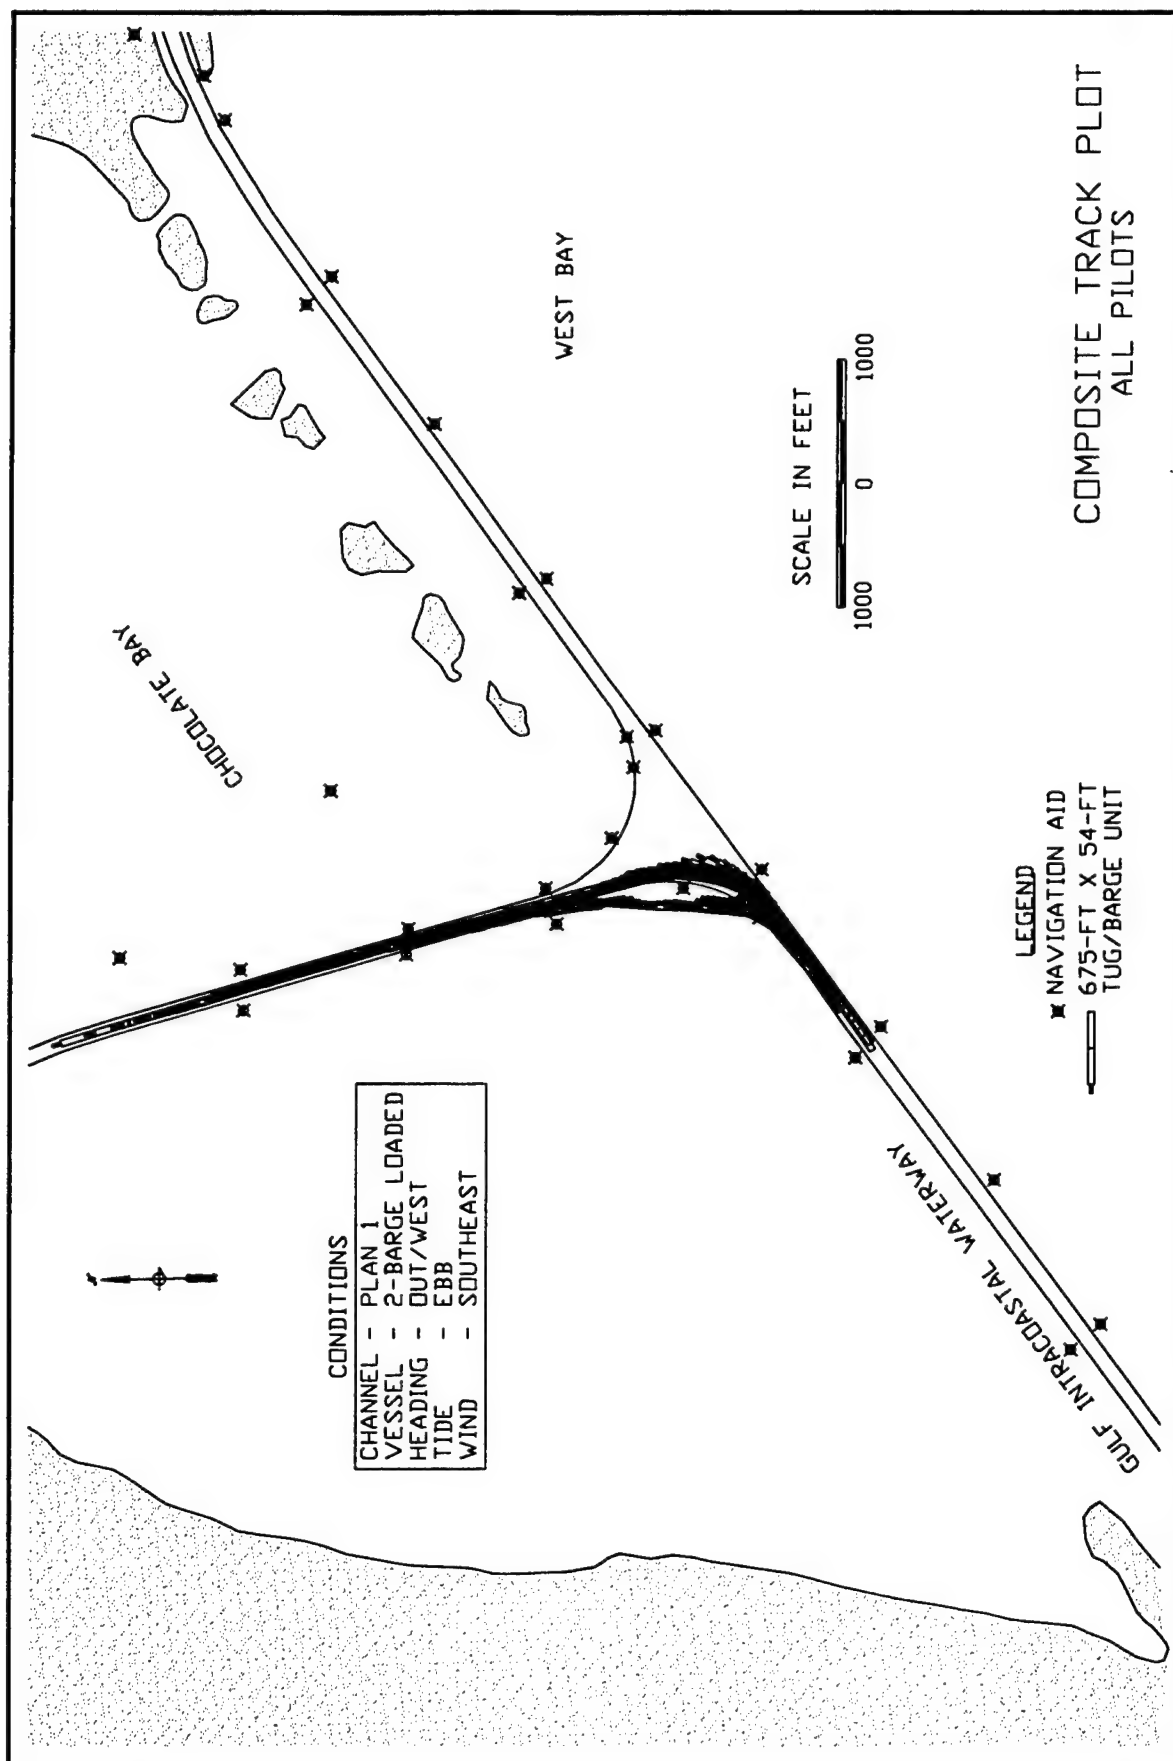 CHOCOLATE BAY
WEST BAY
CONDITIONS
CHANNEL - PLAN 1
VESSEL - 2-BARGE LOADED
HEADING - OUT/WEST
TIDE - EBB
WIND - SOUTHEAST
GULF INTRACOASTAL WATERWAY
SCALE IN FEET
1000 0 1000
LEGEND
NAVIGATION AID
675-FT X 54-FT
TUG/BARGE UNIT
COMPOSITE TRACK PLOT
ALL PILOTS